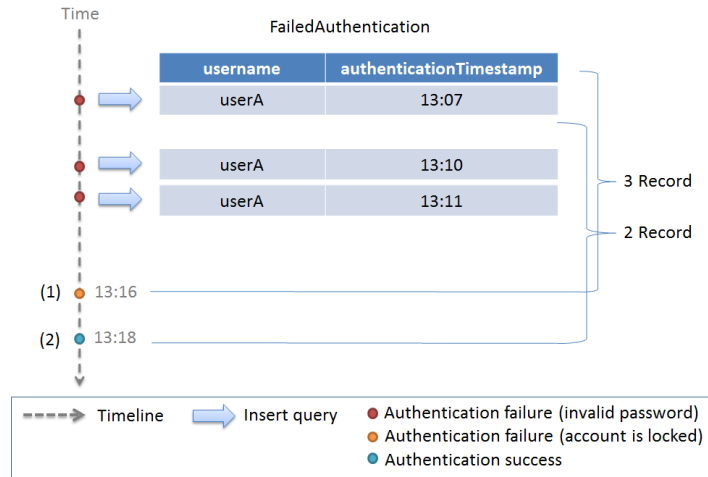 Time
FailedAuthentication
username authenticationTimestamp
userA 13:07
userA 13:10
userA 13:11
3 Record
2 Record
(1) 13:16
(2) 13:18
Timeline
Insert query
Authentication failure (invalid password)
Authentication failure (account is locked)
Authentication success